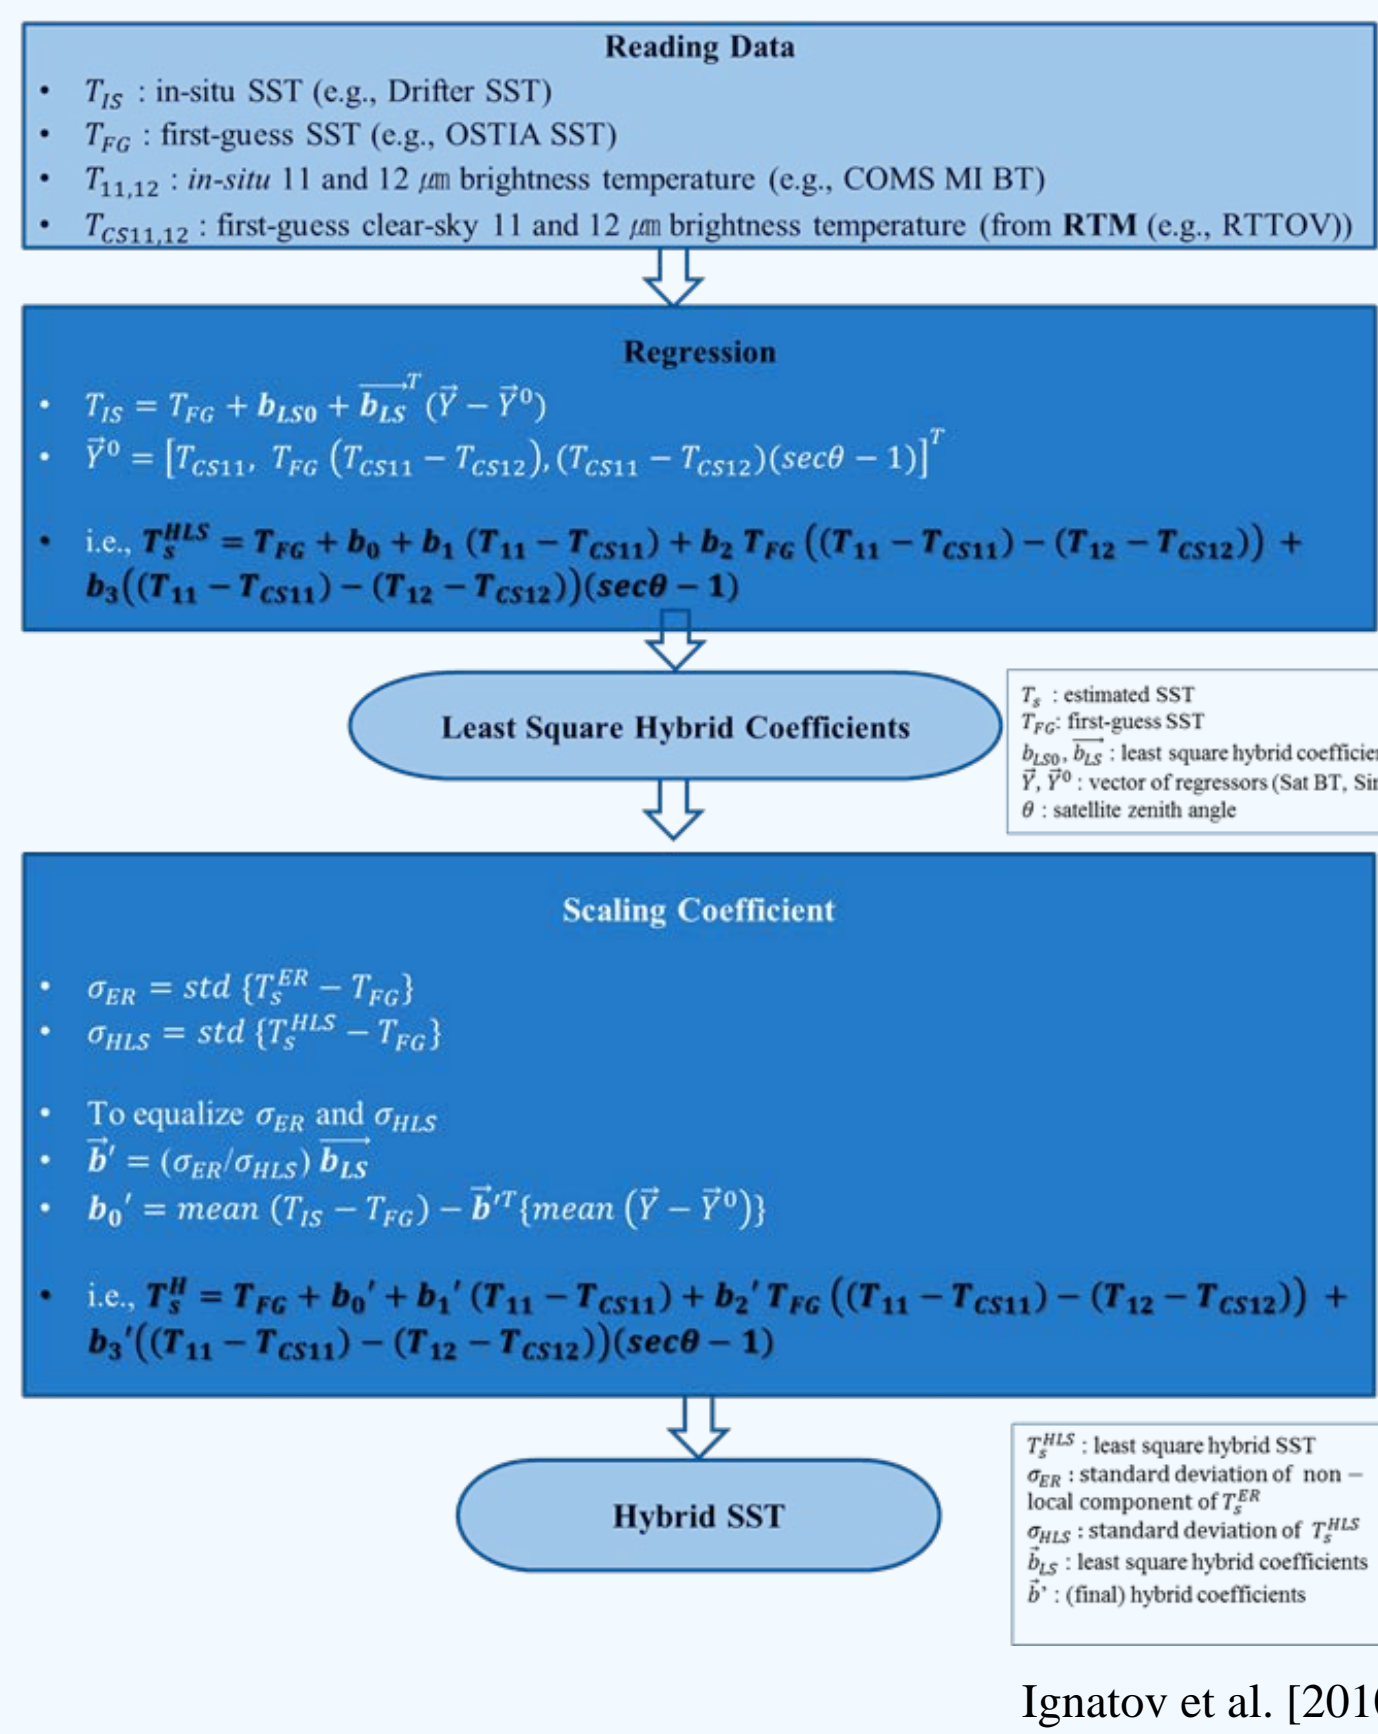 Reading Data
• T_IS : in-situ SST (e.g., Drifter SST)
• T_FG : first-guess SST (e.g., OSTIA SST)
• T_11,12 : in-situ 11 and 12 ㎛ brightness temperature (e.g., COMS MI BT)
• T_CS11,12 : first-guess clear-sky 11 and 12 ㎛ brightness temperature (from RTM (e.g., RTTOV))
Regression
• T_IS = T_FG + b_LS0 + b⃗_LS^T (Y⃗ − Y⃗^0)
• Y⃗^0 = [T_CS11, T_FG (T_CS11 − T_CS12), (T_CS11 − T_CS12)(secθ − 1)]^T
• i.e., T_s^HLS = T_FG + b_0 + b_1 (T_11 − T_CS11) + b_2 T_FG ((T_11 − T_CS11) − (T_12 − T_CS12)) +
b_3((T_11 − T_CS11) − (T_12 − T_CS12))(secθ − 1)
Least Square Hybrid Coefficients
T_s : estimated SST
T_FG: first-guess SST
b_LS0, b⃗_LS : least square hybrid
Y⃗, Y⃗^0 : vector of regressors (Sat BT,
θ : satellite zenith angle
Scaling Coefficient
• σ_ER = std {T_s^ER − T_FG}
• σ_HLS = std {T_s^HLS − T_FG}
• To equalize σ_ER and σ_HLS
• b⃗′ = (σ_ER/σ_HLS) b⃗_LS
• b_0′ = mean (T_IS − T_FG) − b⃗′^T{mean (Y⃗ − Y⃗^0)}
• i.e., T_s^H = T_FG + b_0′ + b_1′ (T_11 − T_CS11) + b_2′ T_FG ((T_11 − T_CS11) − (T_12 − T_CS12)) +
b_3′((T_11 − T_CS11) − (T_12 − T_CS12))(secθ − 1)
Hybrid SST
T_s^HLS : least square hybrid SST
σ_ER : standard deviation of non −
local component of T_s^ER
σ_HLS : standard deviation of T_s^HLS
b⃗_LS : least square hybrid coefficients
b⃗' : (final) hybrid coefficients
Ignatov et al.